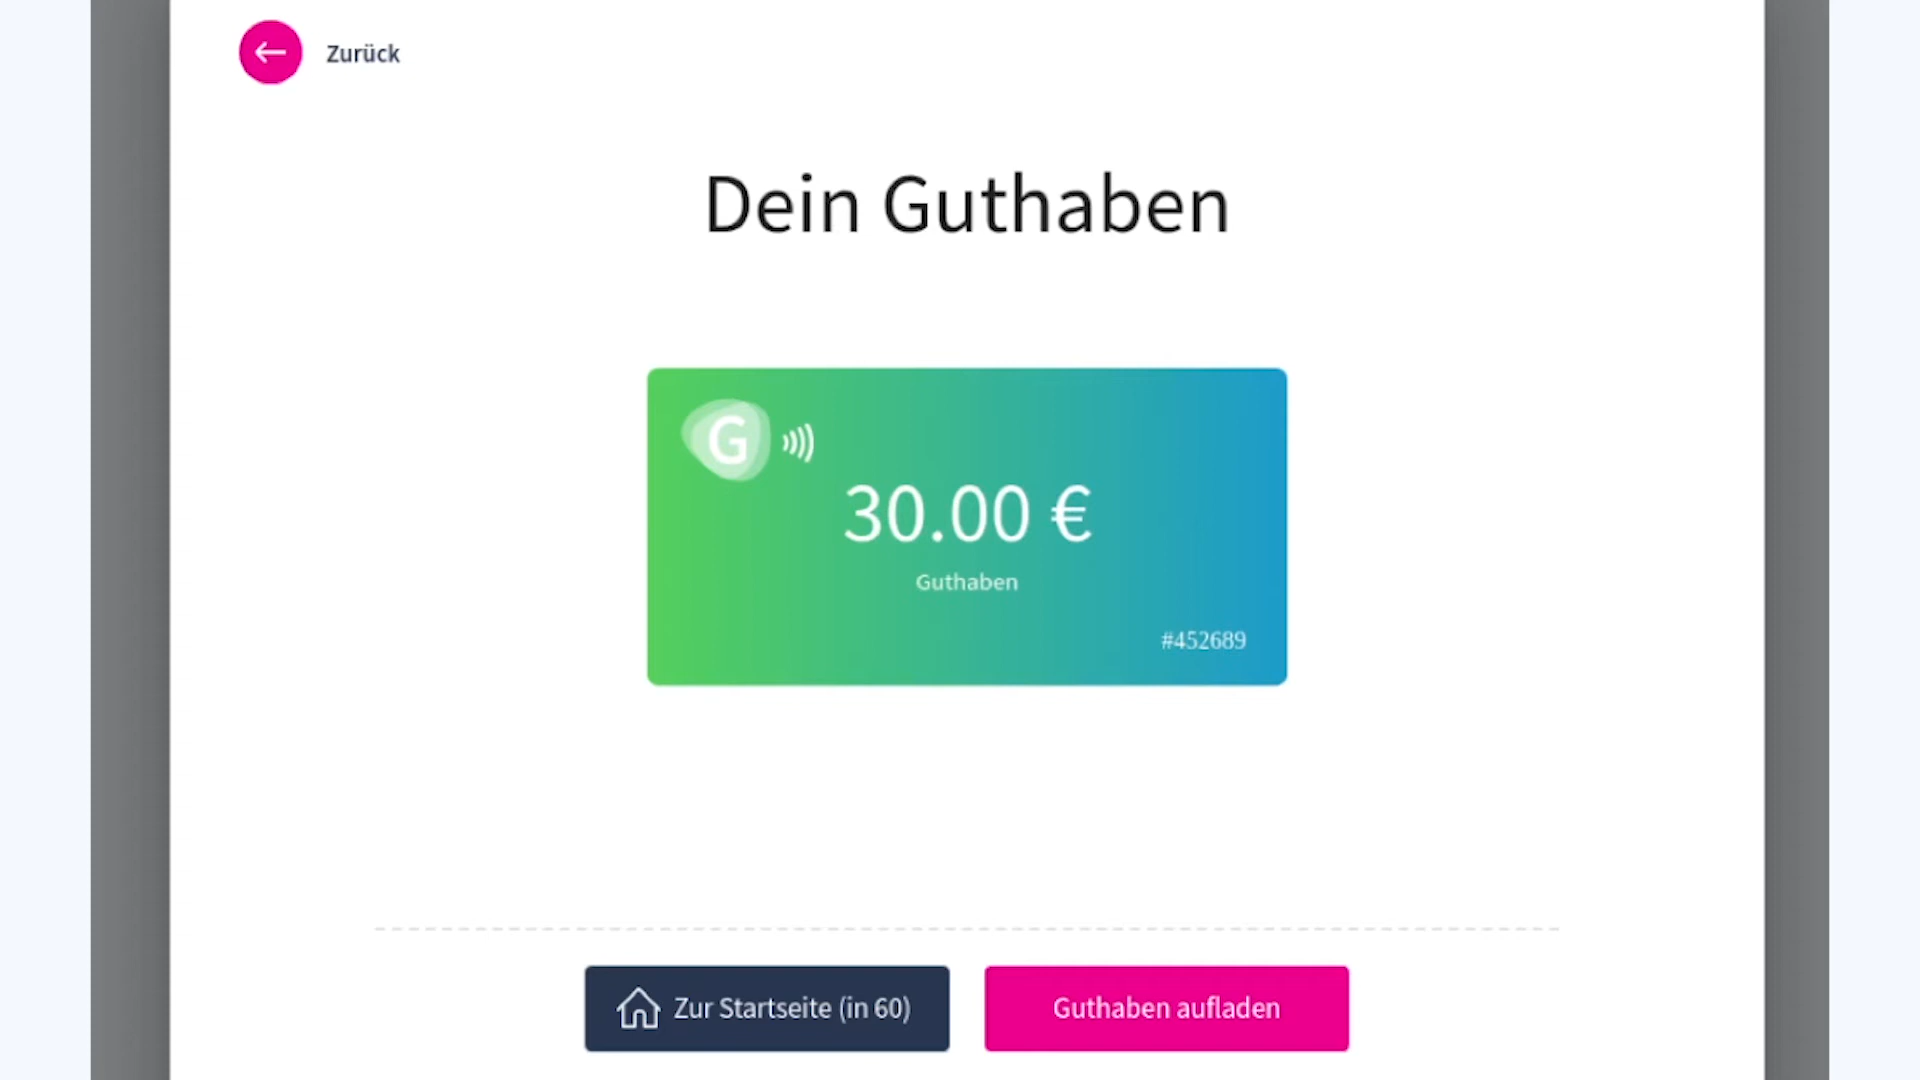 Zurück
Dein Guthaben
G
30.00 €
Guthaben
#452689
Zur Startseite (in 60)
Guthaben aufladen